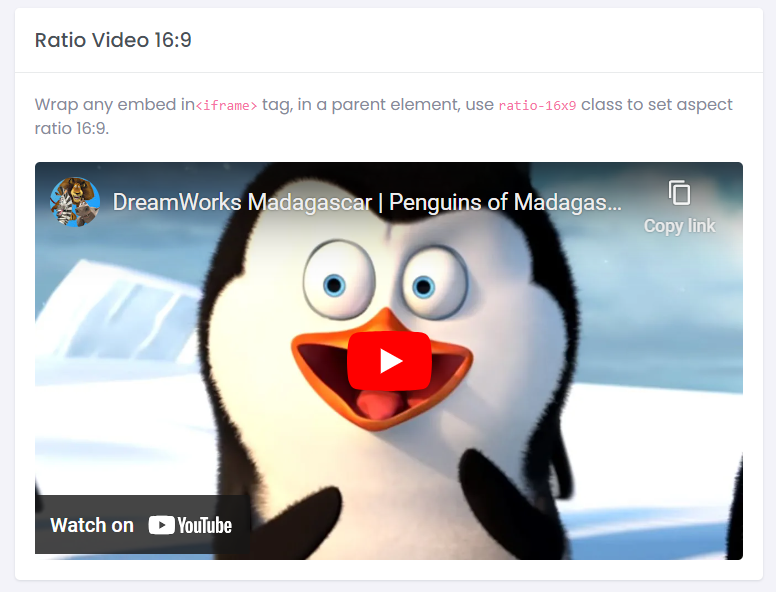 Ratio Video 16:9
Wrap any embed in<iframe> tag, in a parent element, use ratio-16x9 class to set aspect
ratio 16:9.
DreamWorks Madagascar | Penguins of Madagas...
Copy link
Watch on YouTube